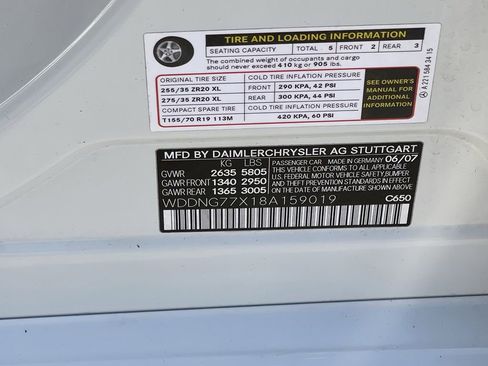 TIRE AND LOADING INFORMATION
SEATING CAPACITY TOTAL 5 FRONT 2 REAR 3
The combined weight of occupants and cargo
should never exceed 410 kg or 905 lbs.
ORIGINAL TIRE SIZE COLD TIRE INFLATION PRESSURE
255/35 ZR20 XL FRONT 290 KPA, 42 PSI
275/35 ZR20 XL REAR 300 KPA, 44 PSI
COMPACT SPARE TIRE COLD TIRE INFLATION PRESSURE
T155/70 R19 113M 420 KPA, 60 PSI
SEE OWNER'S
MANUAL FOR
ADDITIONAL
INFORMATION
A 221 584 34 15
MFD BY DAIMLERCHRYSLER AG STUTTGART
KG LBS PASSENGER CAR MADE IN GERMANY 06/07
GVWR 2635 5805
GAWR FRONT 1340 2950
GAWR REAR 1365 3005
THIS VEHICLE CONFORMS TO ALL APPLICABLE
U.S. FEDERAL MOTOR VEHICLE SAFETY, BUMPER
AND THEFT PREVENTION STANDARDS IN EFFECT
ON THE DATE OF MANUFACTURE SHOWN ABOVE.
WDDNG77X18A159019 C650